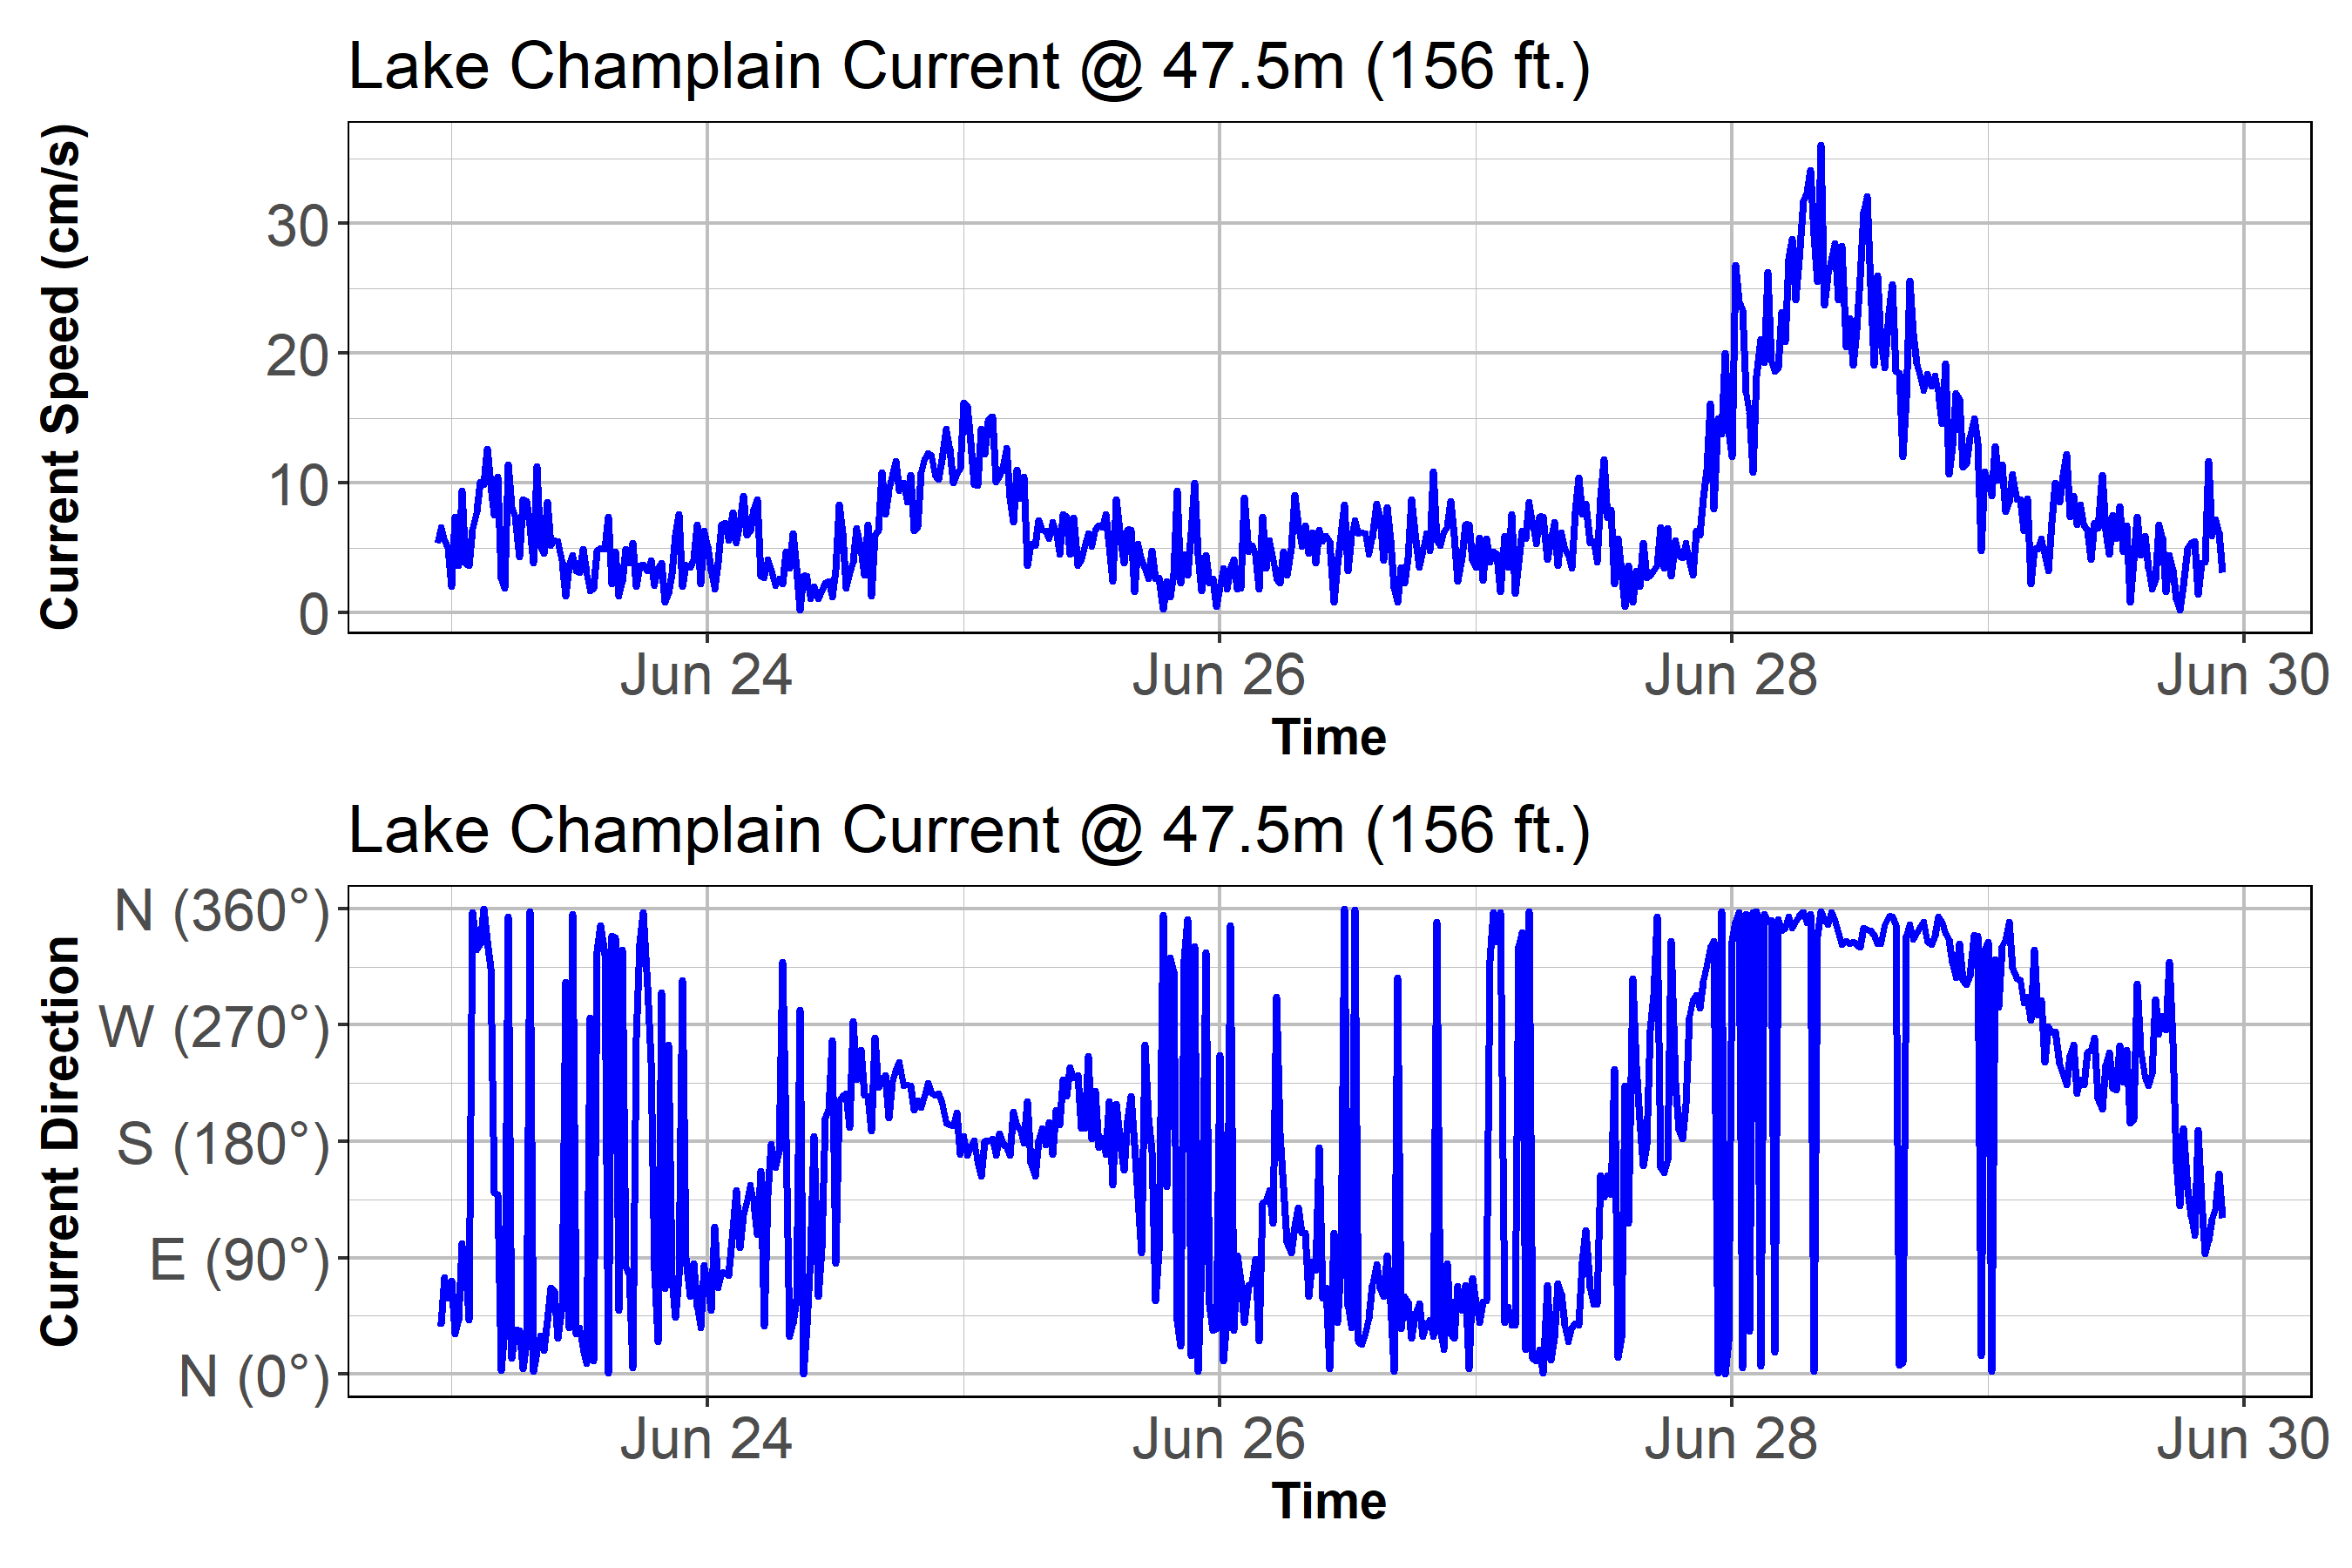 Lake Champlain Current @ 47.5m (156 ft.)
Current Speed (cm/s)
30
20
10
0
Jun 24
Jun 26
Jun 28
Jun 30
Time
Lake Champlain Current @ 47.5m (156 ft.)
Current Direction
N (360°)
W (270°)
S (180°)
E (90°)
N (0°)
Jun 24
Jun 26
Jun 28
Jun 30
Time